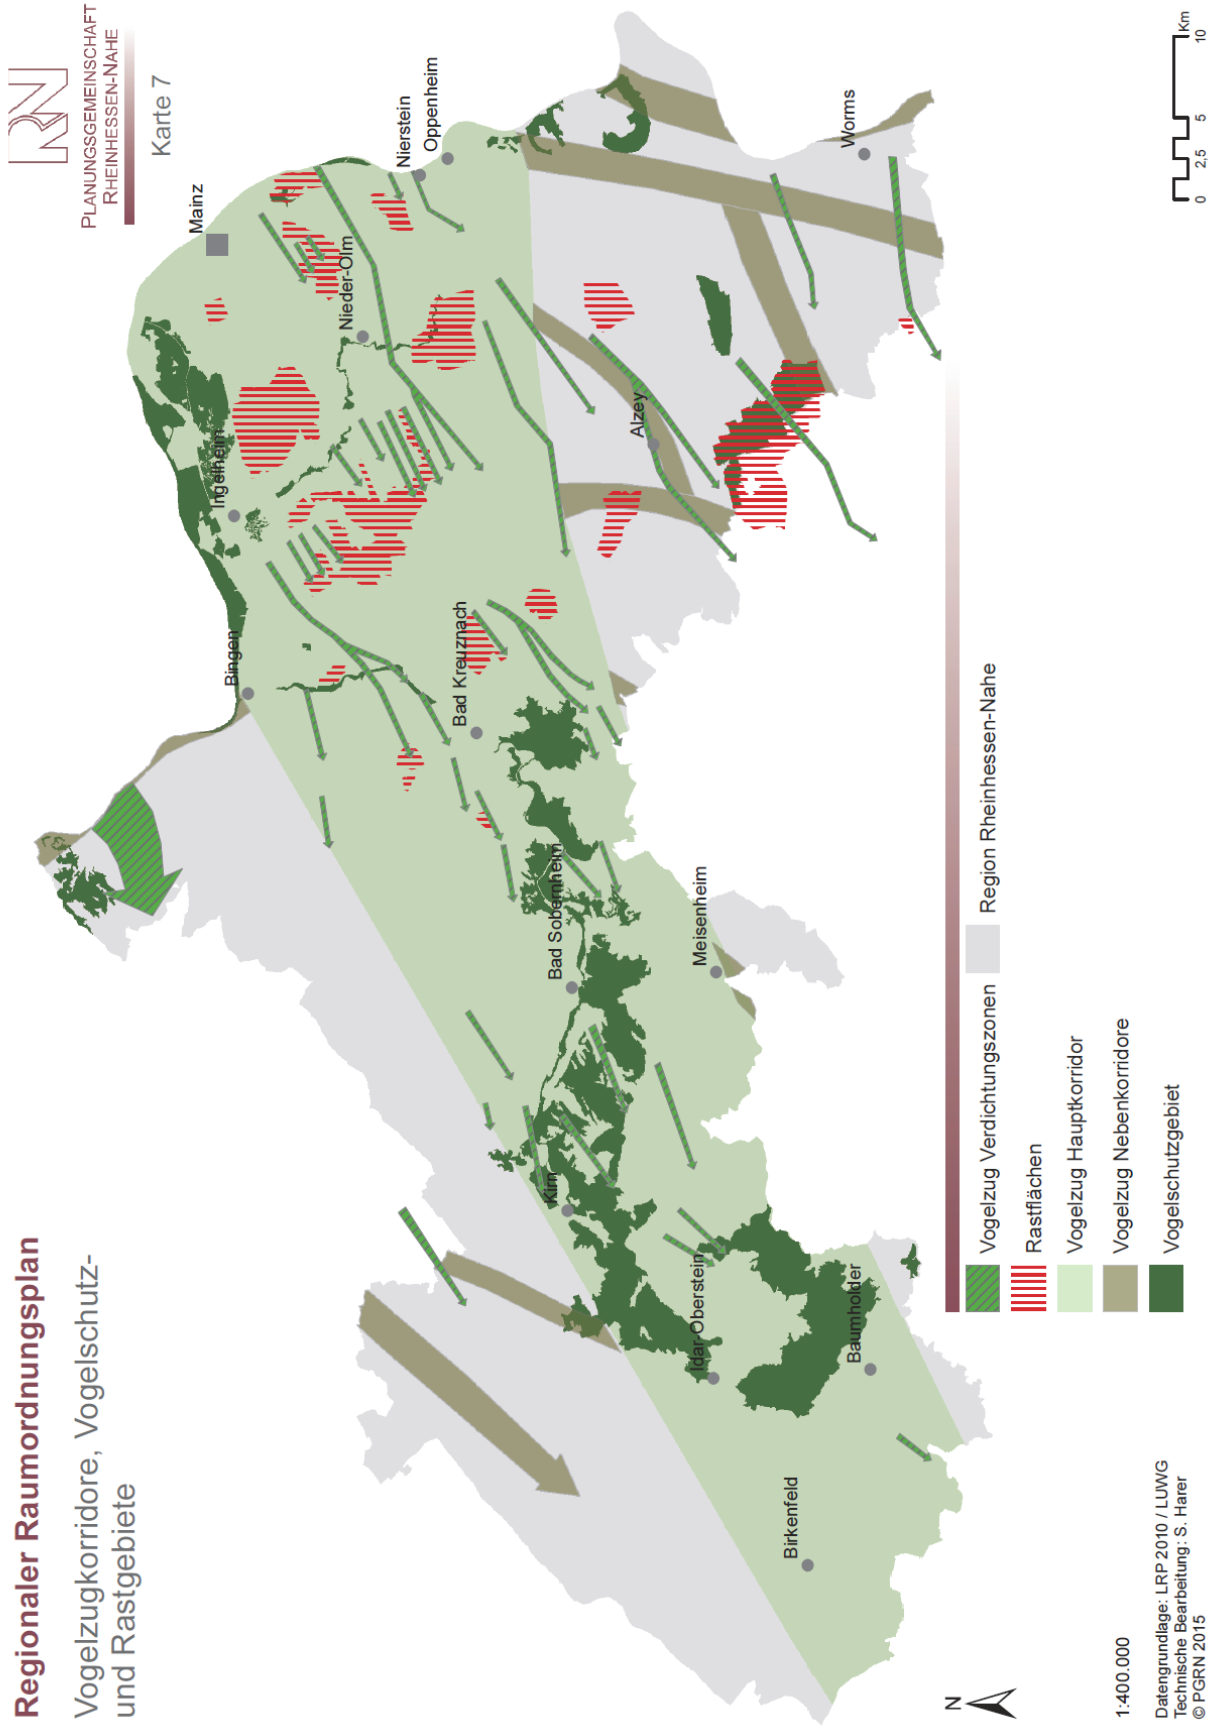 Regionaler Raumordnungsplan
Vogelzugkorridore, Vogelschutz-
und Rastgebiete
RN
PLANUNGSGEMEINSCHAFT
RHEINHESSEN-NAHE
Karte 7
Mainz
Nierstein
Oppenheim
Nieder-Olm
Ingelheim
Bingen
Bad Kreuznach
Alzey
Worms
Bad Sobernheim
Meisenheim
Kirn
Idar-Oberstein
Baumholder
Birkenfeld
Vogelzug Verdichtungszonen
Region Rheinhessen-Nahe
Rastflächen
Vogelzug Hauptkorridor
Vogelzug Nebenkorridore
Vogelschutzgebiet
N
1:400.000
Datengrundlage: LRP 2010 / LUWG
Technische Bearbeitung: S. Harer
© PGRN 2015
0 2,5 5 10
Km